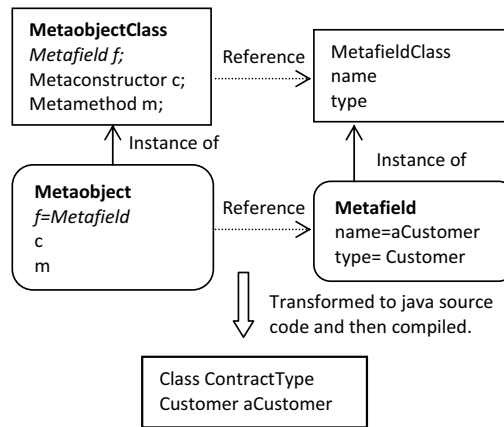 MetaobjectClass
Metafield f;
Metaconstructor c;
Metamethod m;
Reference
MetafieldClass
name
type
Instance of
Instance of
Metaobject
f=Metafield
c
m
Reference
Metafield
name=aCustomer
type= Customer
Transformed to java source
code and then compiled.
Class ContractType
Customer aCustomer